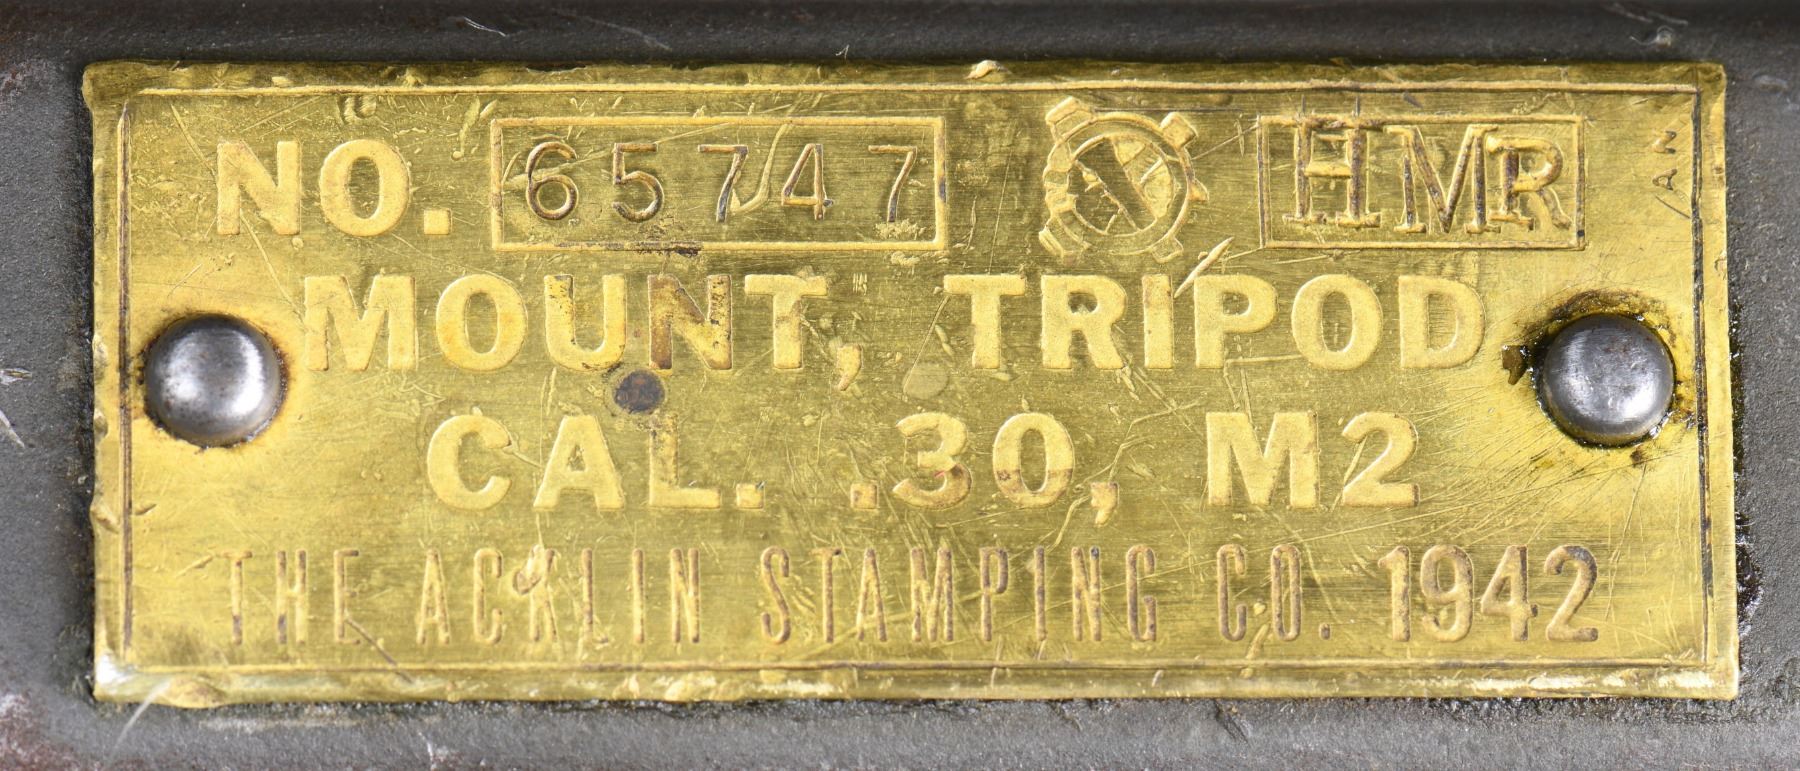 NO. 65747 HMR
MOUNT, TRIPOD
CAL. .30, M2
THE ACKLIN STAMPING CO. 1942